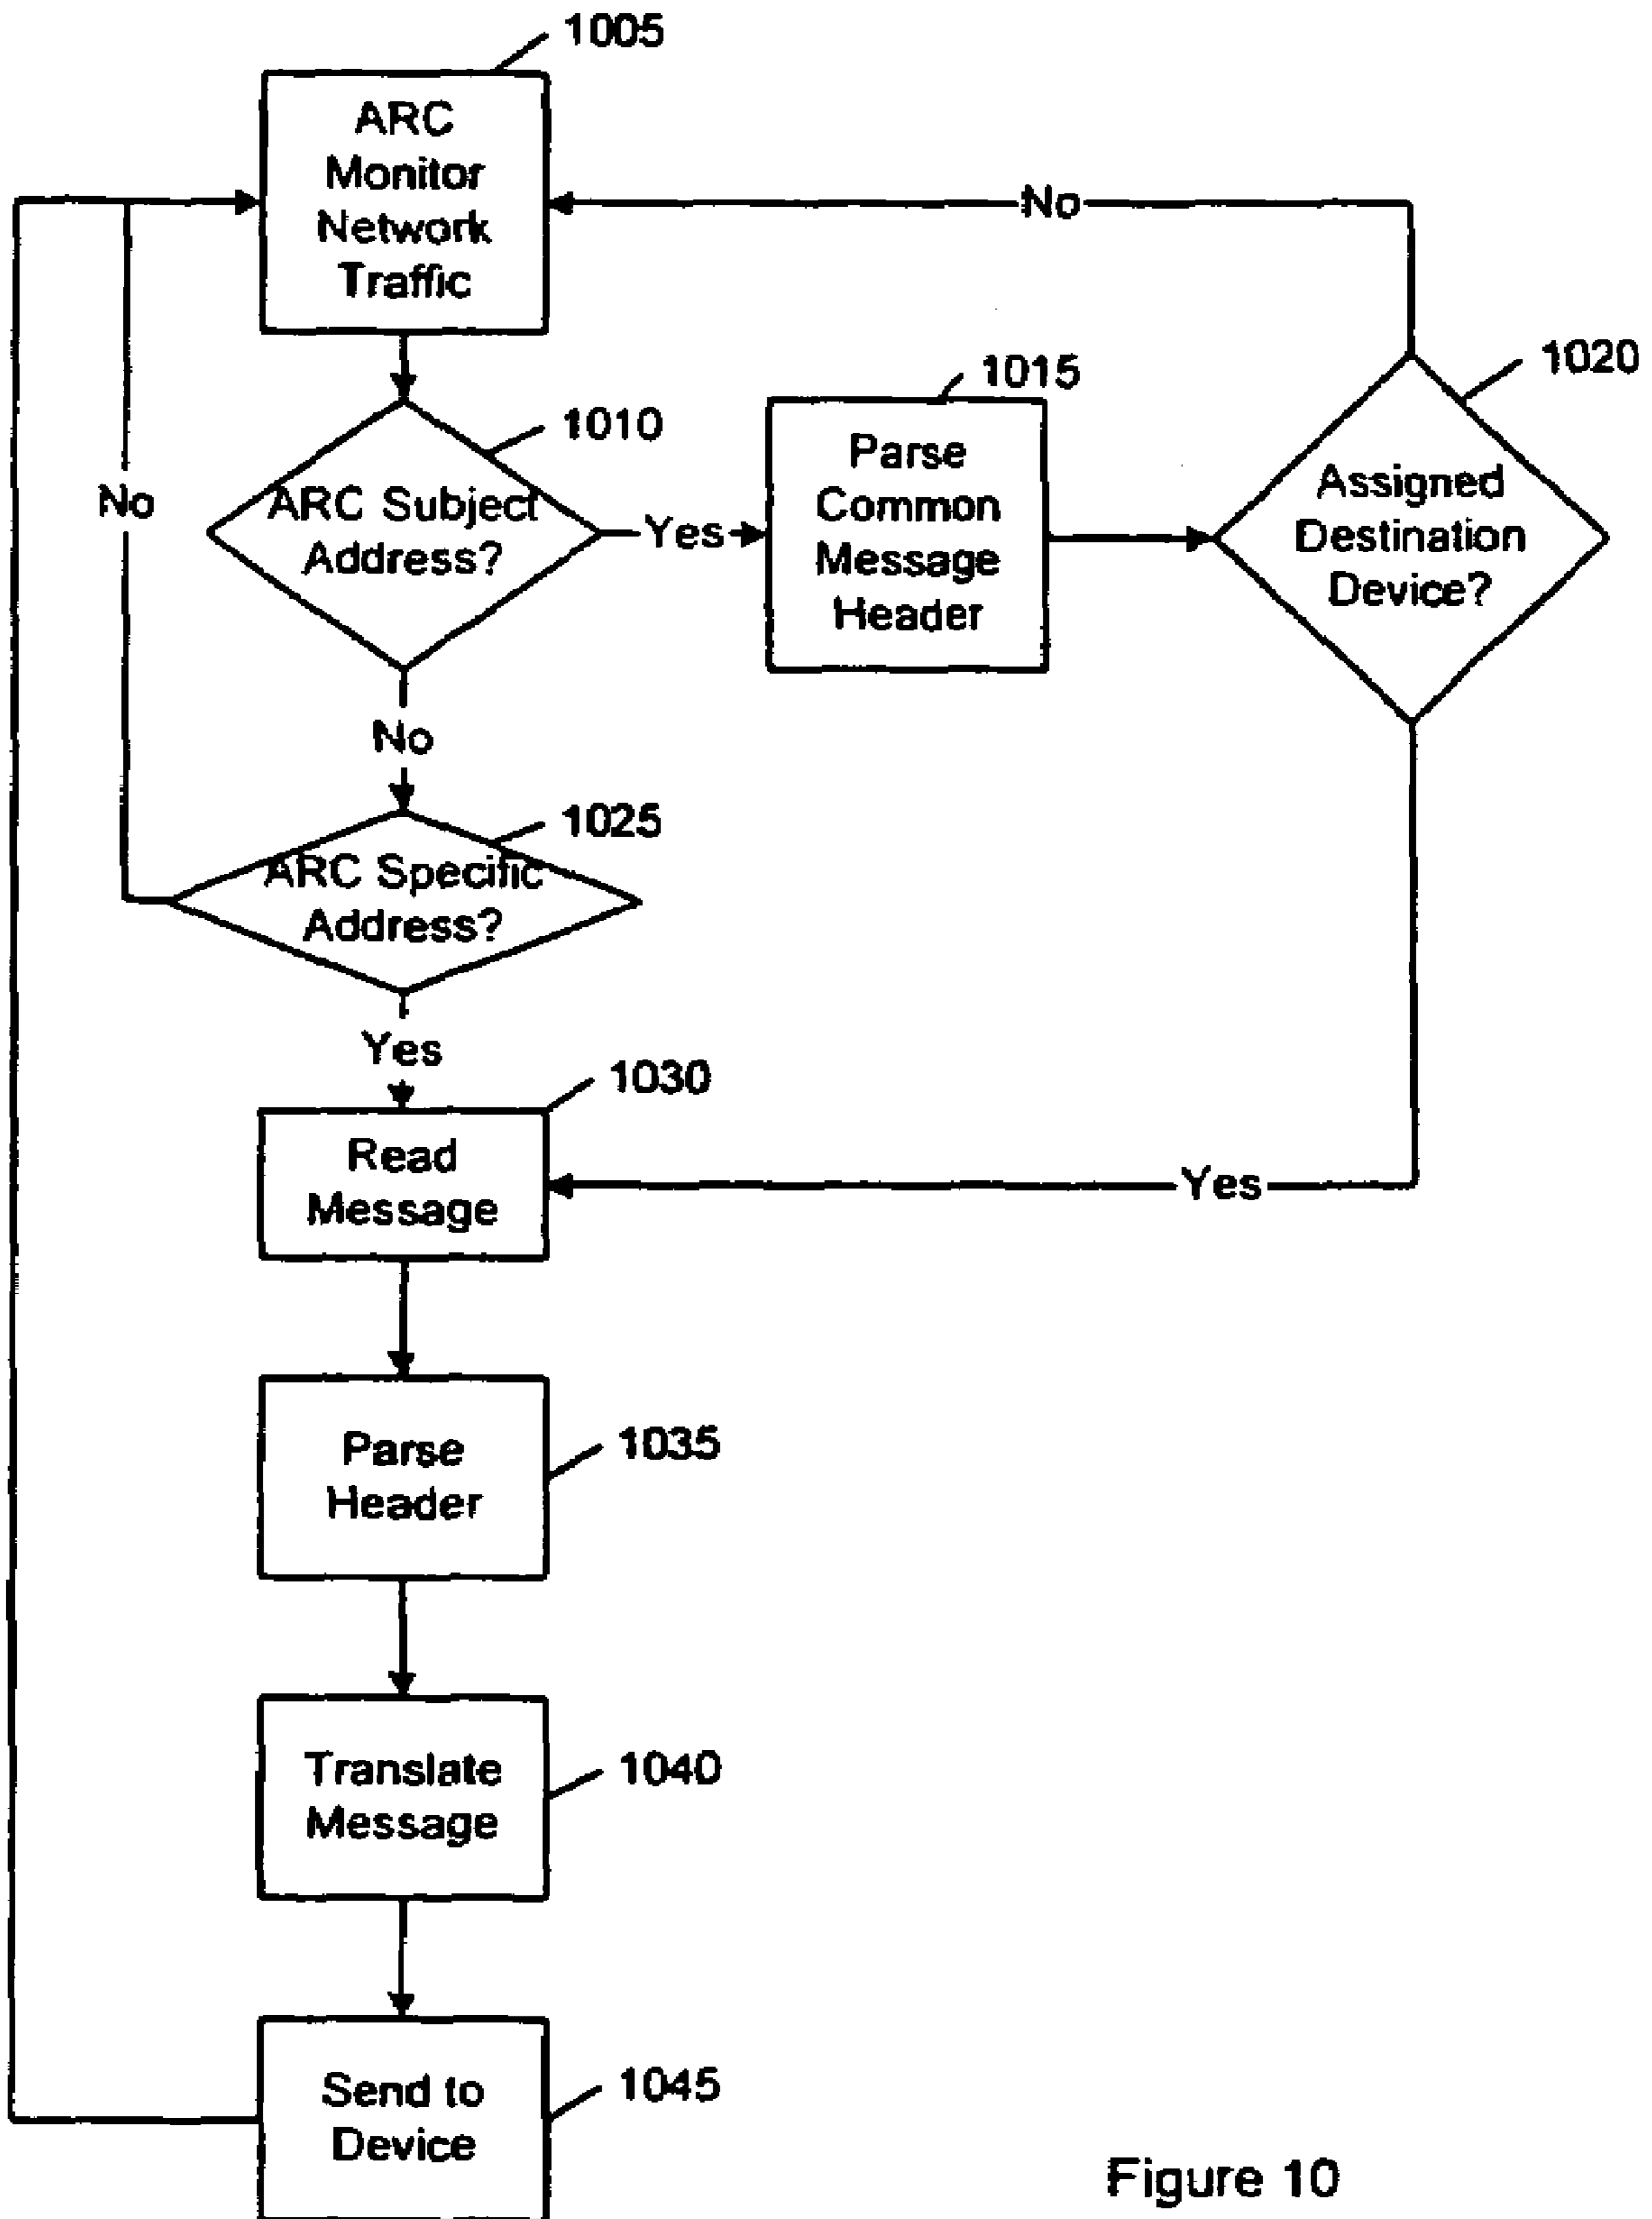 1005
ARC
Monitor
Network
Traffic
No
1010
ARC Subject
Address?
Yes
1015
Parse
Common
Message
Header
1020
Assigned
Destination
Device?
No
No
1025
ARC Specific
Address?
Yes
1030
Read
Message
Yes
1035
Parse
Header
1040
Translate
Message
1045
Send to
Device
Figure 10